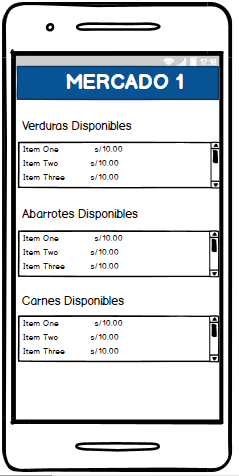 17:18
MERCADO 1
Verduras Disponibles
Item One s/10.00
Item Two s/10.00
Item Three s/10.00
Abarrotes Disponibles
Item One s/10.00
Item Two s/10.00
Item Three s/10.00
Carnes Disponibles
Item One s/10.00
Item Two s/10.00
Item Three s/10.00